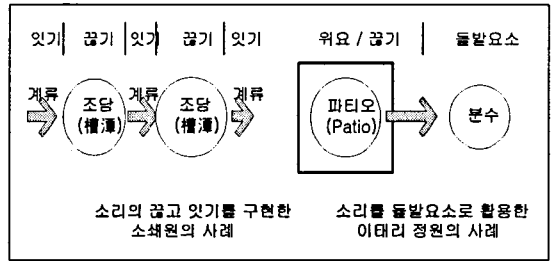 잇기 끊기 잇기 끊기 잇기 위요 / 끊기 돌발요소
계류 계류 계류
조당 조당 파티오 분수
(槽潭) (槽潭) (Patio)
소리의 끊고 잇기를 구현한 소리를 돌발요소로 활용한
소쇄원의 사례 이태리 정원의 사례